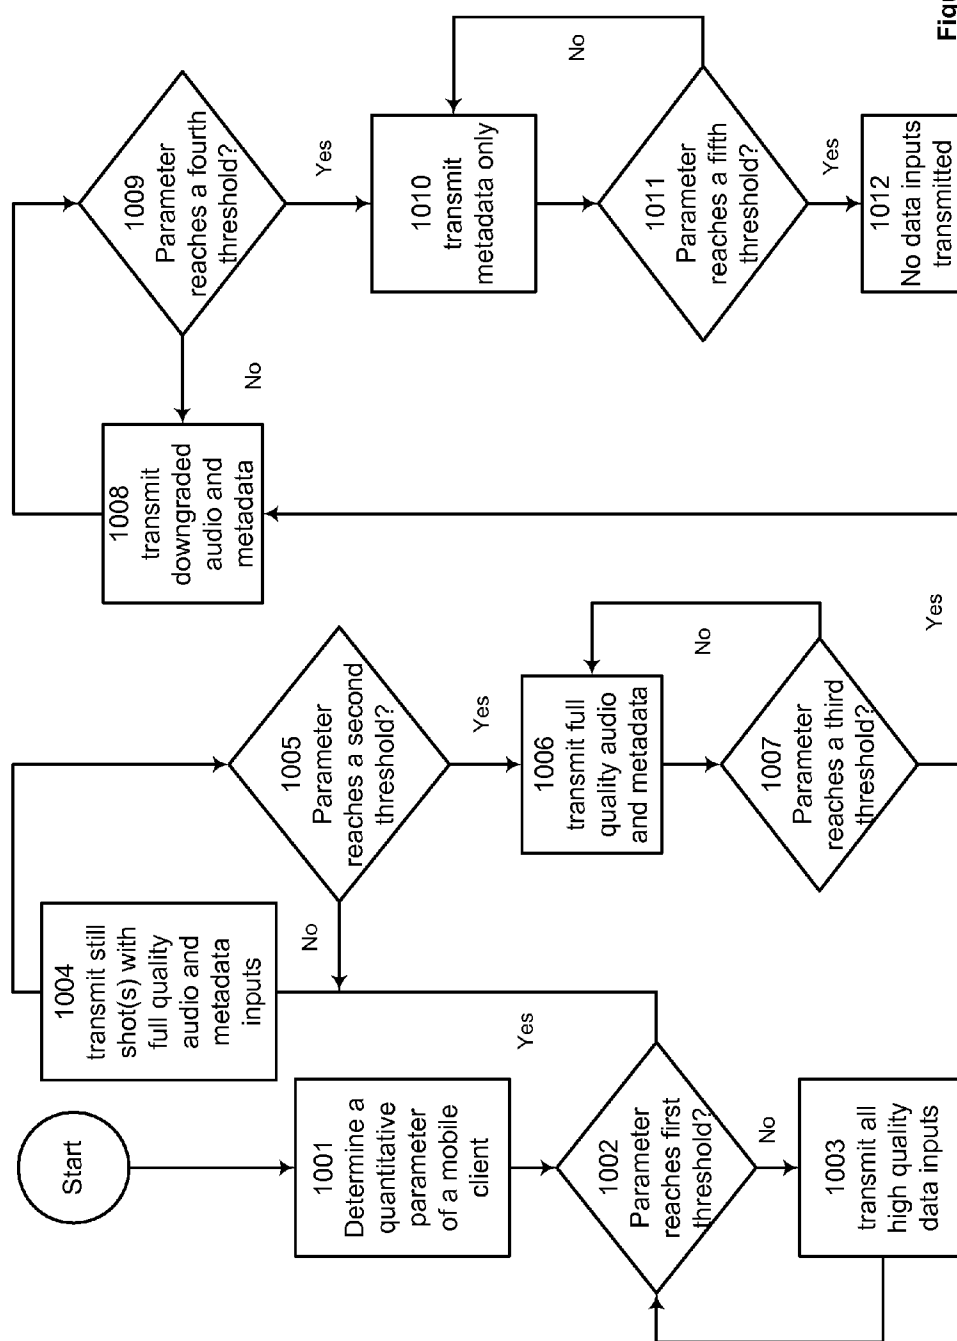 Start
1001
Determine a
quantitative
parameter
of a mobile
client
1002
Parameter
reaches first
threshold?
No
1003
transmit all
high quality
data inputs
Yes
1004
transmit still
shot(s) with
full quality
audio and
metadata
inputs
1005
Parameter
reaches a second
threshold?
No
Yes
1006
transmit full
quality audio
and metadata
1007
Parameter
reaches a third
threshold?
No
Yes
1008
transmit
downgraded
audio and
metadata
1009
Parameter
reaches a fourth
threshold?
No
Yes
1010
transmit
metadata only
1011
Parameter
reaches a fifth
threshold?
No
Yes
1012
No data inputs
transmitted